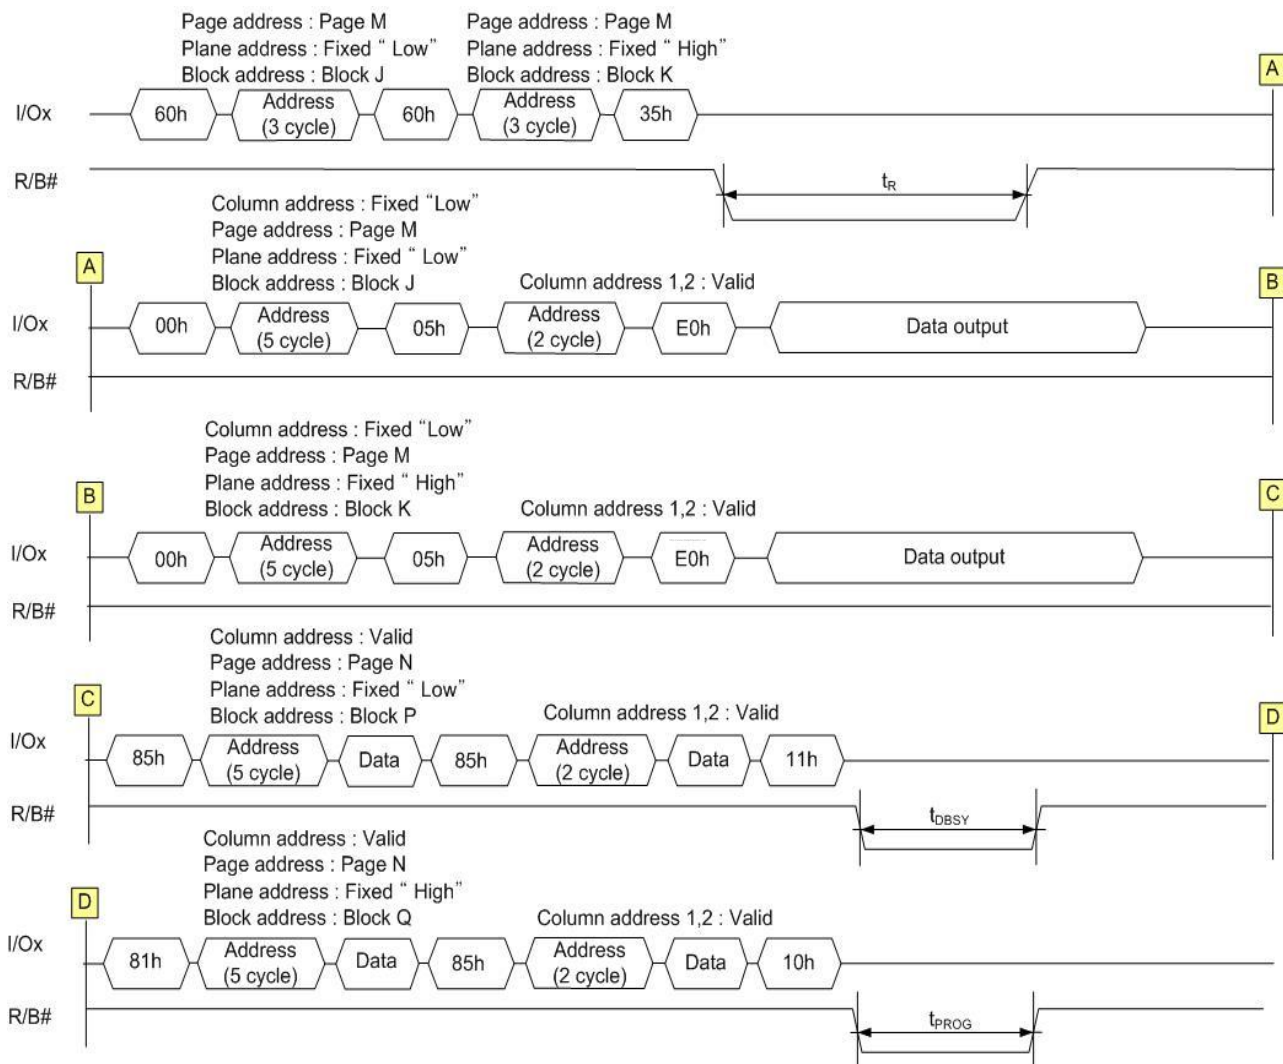 Page address : Page M
Plane address : Fixed “ Low”
Block address : Block J
Page address : Page M
Plane address : Fixed “ High”
Block address : Block K
A
I/Ox
60h
Address
(3 cycle)
60h
Address
(3 cycle)
35h
R/B#
tR
Column address : Fixed “Low”
Page address : Page M
Plane address : Fixed “ Low”
Block address : Block J
Column address 1,2 : Valid
A
B
I/Ox
00h
Address
(5 cycle)
05h
Address
(2 cycle)
E0h
Data output
R/B#
Column address : Fixed “Low”
Page address : Page M
Plane address : Fixed “ High”
Block address : Block K
Column address 1,2 : Valid
B
C
I/Ox
00h
Address
(5 cycle)
05h
Address
(2 cycle)
E0h
Data output
R/B#
Column address : Valid
Page address : Page N
Plane address : Fixed “ Low”
Block address : Block P
Column address 1,2 : Valid
C
D
I/Ox
85h
Address
(5 cycle)
Data
85h
Address
(2 cycle)
Data
11h
R/B#
tDBSY
Column address : Valid
Page address : Page N
Plane address : Fixed “ High”
Block address : Block Q
Column address 1,2 : Valid
D
I/Ox
81h
Address
(5 cycle)
Data
85h
Address
(2 cycle)
Data
10h
R/B#
tPROG